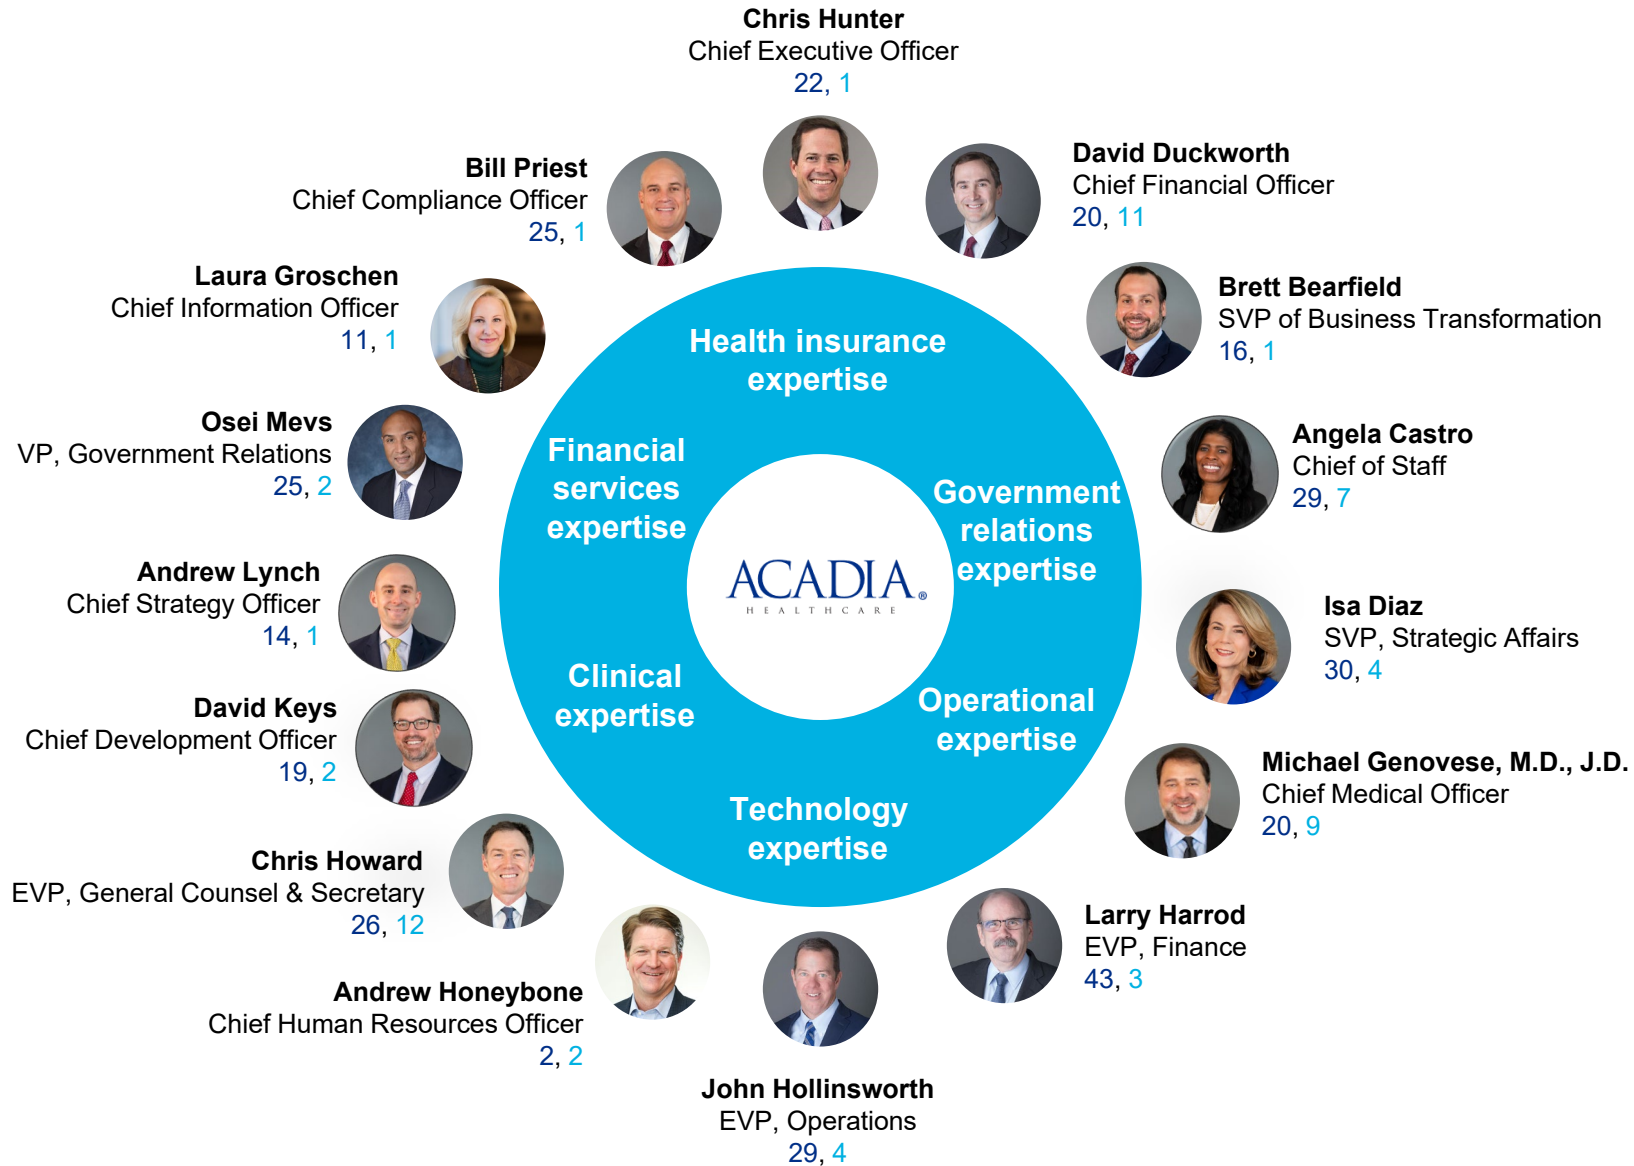 Chris Hunter
Chief Executive Officer
22, 1
David Duckworth
Chief Financial Officer
20, 11
Brett Bearfield
SVP of Business Transformation
16, 1
Angela Castro
Chief of Staff
29, 7
Isa Diaz
SVP, Strategic Affairs
30, 4
Michael Genovese, M.D., J.D.
Chief Medical Officer
20, 9
Larry Harrod
EVP, Finance
43, 3
John Hollinsworth
EVP, Operations
29, 4
Andrew Honeybone
Chief Human Resources Officer
2, 2
Chris Howard
EVP, General Counsel & Secretary
26, 12
David Keys
Chief Development Officer
19, 2
Andrew Lynch
Chief Strategy Officer
14, 1
Osei Mevs
VP, Government Relations
25, 2
Laura Groschen
Chief Information Officer
11, 1
Bill Priest
Chief Compliance Officer
25, 1
Health insurance
expertise
Government
relations
expertise
Operational
expertise
Technology
expertise
Clinical
expertise
Financial
services
expertise
ACADIA®
HEALTHCARE